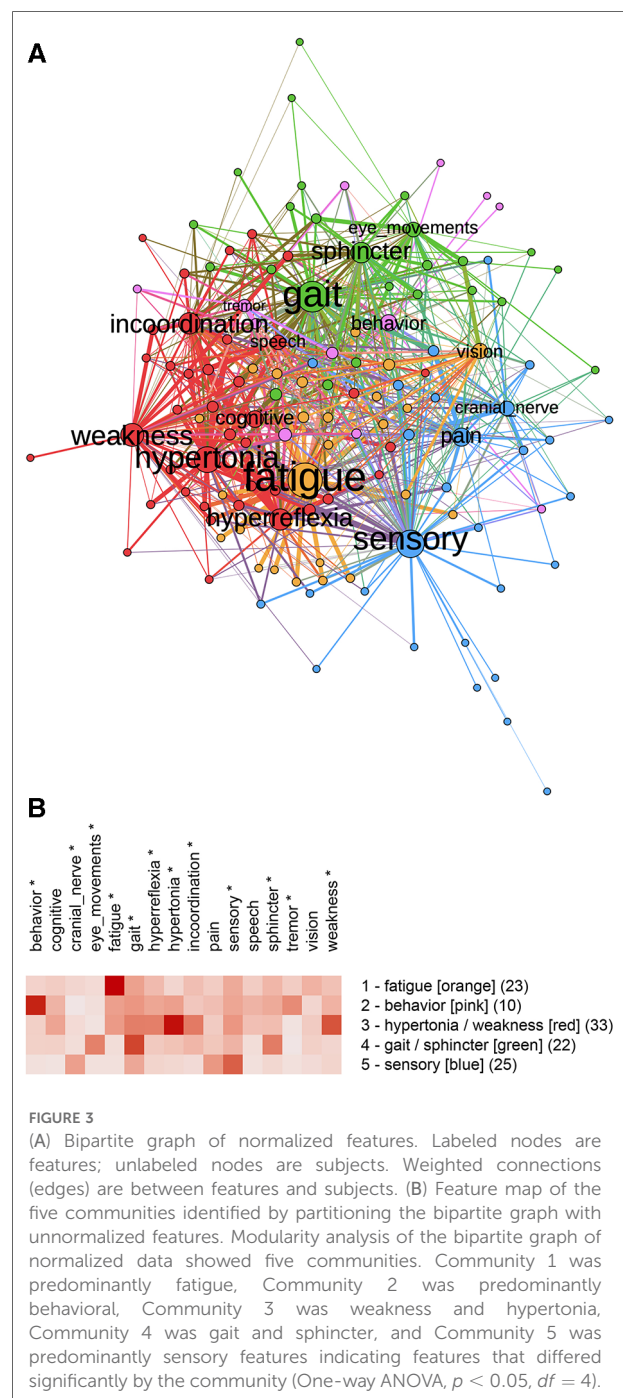 A
eye_movements
sphincter
gait
tremor
incoordination
behavior
speech
vision
cognitive
cranial_nerve
weakness
pain
hypertonia
fatigue
hyperreflexia
sensory
B
behavior *
cognitive
cranial_nerve *
eye_movements *
fatigue *
gait *
hyperreflexia *
hypertonia *
incoordination *
pain
sensory *
speech
sphincter *
tremor *
vision
weakness *
1 - fatigue [orange] (23)
2 - behavior [pink] (10)
3 - hypertonia / weakness [red] (33)
4 - gait / sphincter [green] (22)
5 - sensory [blue] (25)
FIGURE 3
(A) Bipartite graph of normalized features. Labeled nodes are
features; unlabeled nodes are subjects. Weighted connections
(edges) are between features and subjects. (B) Feature map of the
five communities identified by partitioning the bipartite graph with
unnormalized features. Modularity analysis of the bipartite graph of
normalized data showed five communities. Community 1 was
predominantly fatigue, Community 2 was predominantly
behavioral, Community 3 was weakness and hypertonia,
Community 4 was gait and sphincter, and Community 5 was
predominantly sensory features indicating features that differed
significantly by the community (One-way ANOVA, p < 0.05, df = 4).